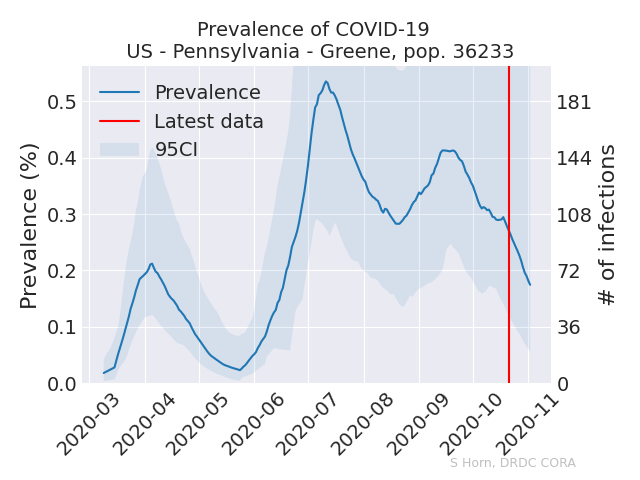 Prevalence of COVID-19
US - Pennsylvania - Greene, pop. 36233
Prevalence (%)
0.5
0.4
0.3
0.2
0.1
0.0
Prevalence
Latest data
95CI
181
144
108
72
36
0
# of infections
2020-03
2020-04
2020-05
2020-06
2020-07
2020-08
2020-09
2020-10
2020-11
S Horn, DRDC CORA